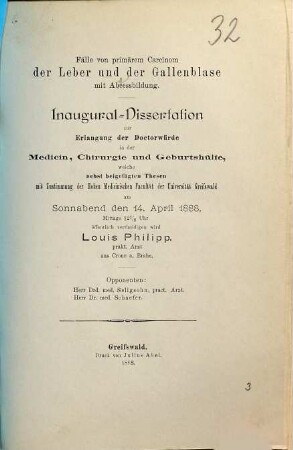 32
Fälle von primärem Carcinom
der Leber und der Gallenblase
mit Abcessbildung.
Inaugural-Dissertation
zur
Erlangung der Doctorwürde
in der
Medicin, Chirurgie und Geburtshülfe,
welche
nebst beigefügten Thesen
mit Zustimmung der Hohen Medicinischen Facultät der Universität Greifswald
am
Sonnabend den 14. April 1888,
Mittags 12 Uhr
öffentlich vertheidigen wird
Louis Philipp,
prakt. Arzt
aus Crone a. Brahe.
Opponenten:
Herr Dd. med. Seligsohn, pract. Arzt.
Herr Dr. med. Schaefer.
Greifswald.
Druck von Julius Abel.
1888.
3